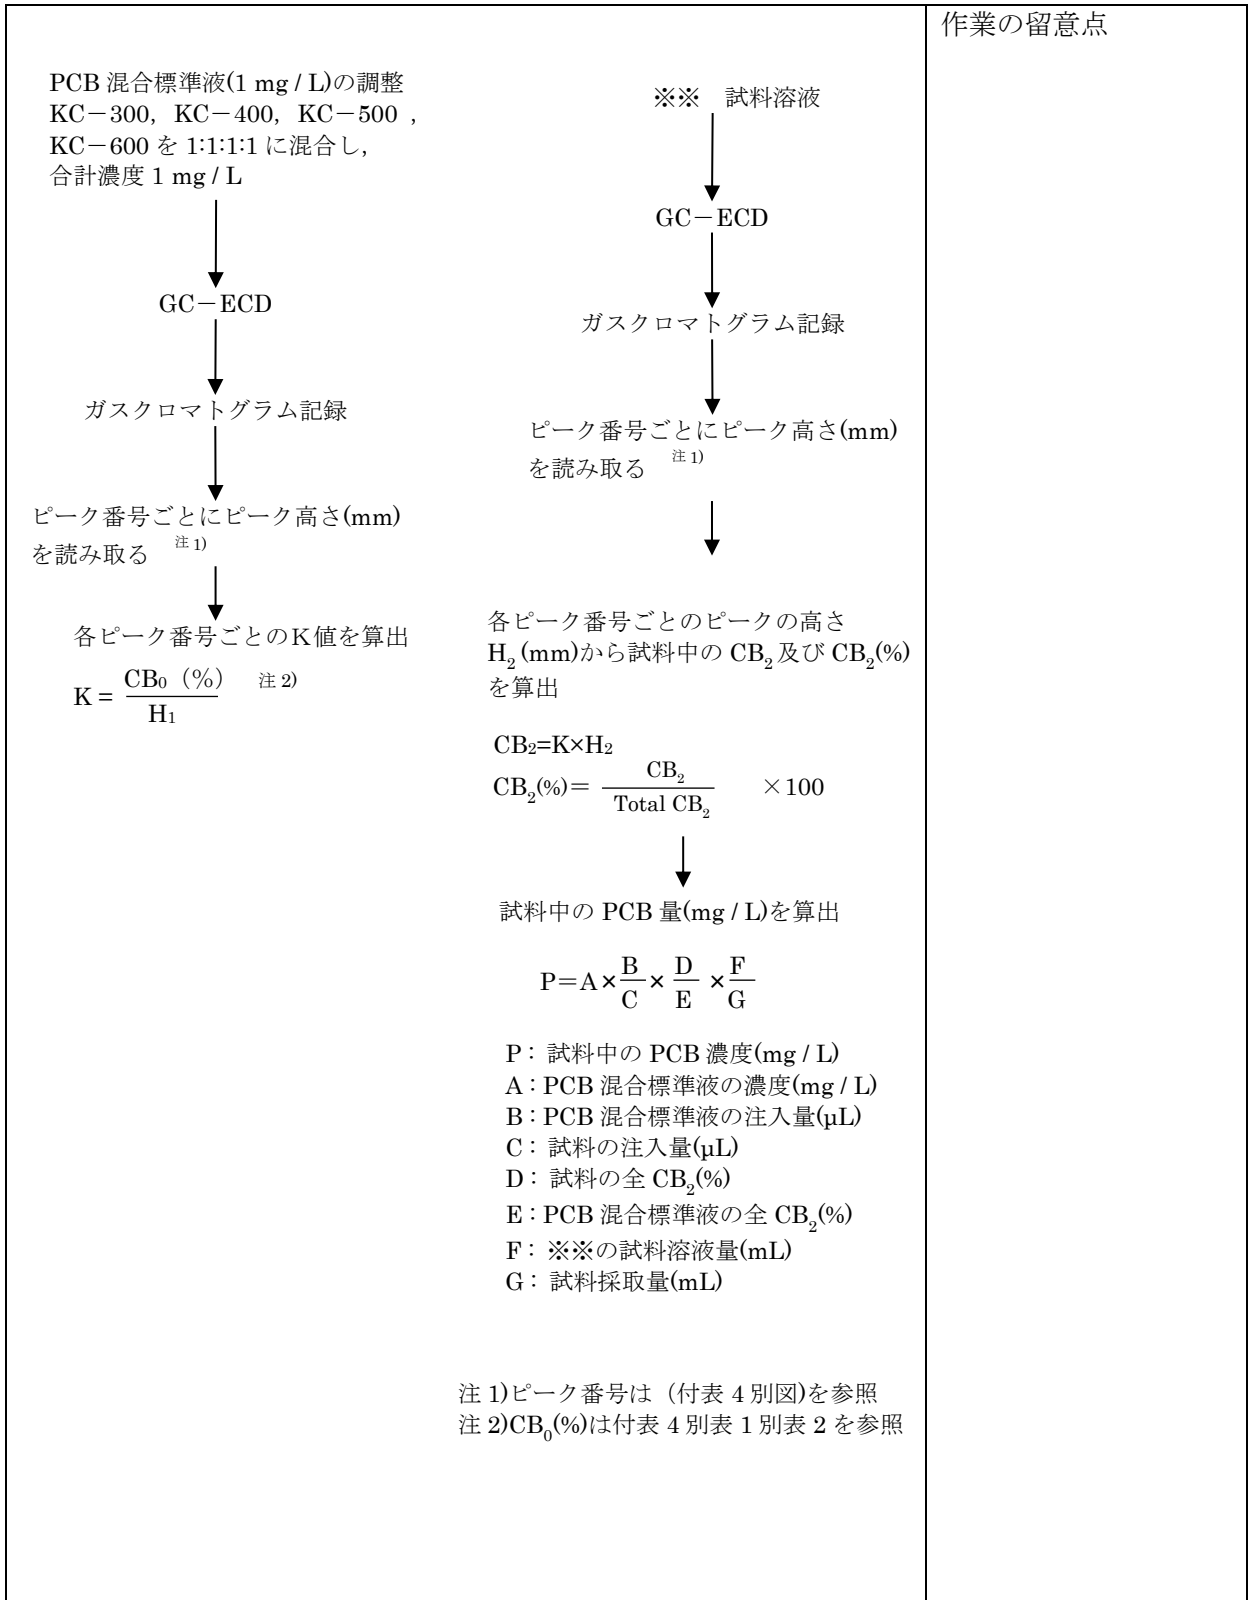 作業の留意点
PCB 混合標準液(1 mg / L)の調整
KC－300，KC－400，KC－500 ，
KC－600 を 1:1:1:1 に混合し，
合計濃度 1 mg / L
GC－ECD
ガスクロマトグラム記録
ピーク番号ごとにピーク高さ(mm)
を読み取る 注 1)
各ピーク番号ごとのＫ値を算出
K = CB0（%） / H1 注 2)
※※ 試料溶液
GC－ECD
ガスクロマトグラム記録
ピーク番号ごとにピーク高さ(mm)
を読み取る 注 1)
各ピーク番号ごとのピークの高さ
H2 (mm)から試料中の CB2 及び CB2(%)
を算出
CB2=K×H2
CB2(%)＝ CB2 / Total CB2 ×100
試料中の PCB 量(mg / L)を算出
P＝A × B/C × D/E × F/G
P：試料中の PCB 濃度(mg / L)
A：PCB 混合標準液の濃度(mg / L)
B：PCB 混合標準液の注入量(µL)
C：試料の注入量(µL)
D：試料の全 CB2(%)
E：PCB 混合標準液の全 CB2(%)
F：※※の試料溶液量(mL)
G：試料採取量(mL)
注 1)ピーク番号は（付表 4 別図)を参照
注 2)CB0(%)は付表 4 別表 1 別表 2 を参照